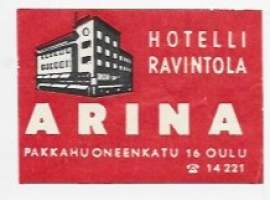 HOTELLI
RAVINTOLA
ARINA
PAKKAHUONEENKATU 16 OULU
☎ 14 221